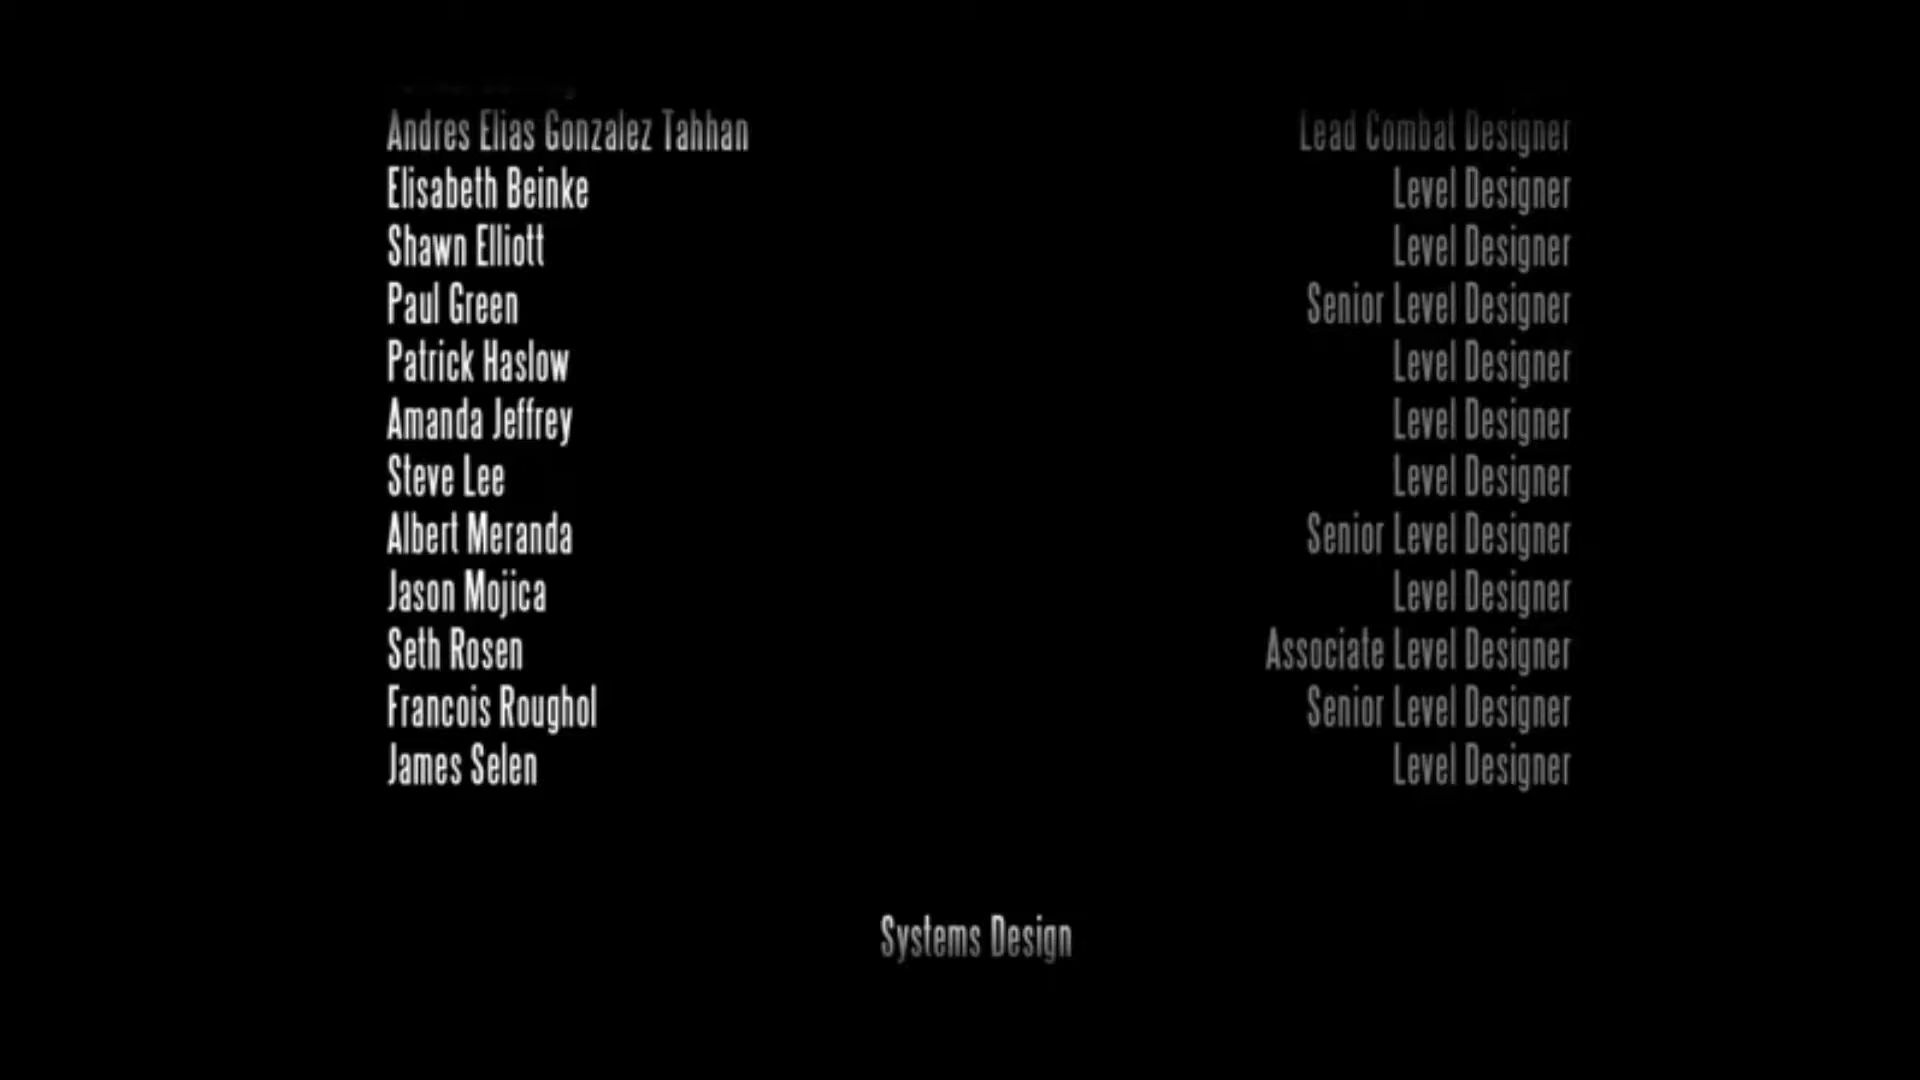 Andres Elias Gonzalez Tahhan Lead Combat Designer
Elisabeth Beinke Level Designer
Shawn Elliott Level Designer
Paul Green Senior Level Designer
Patrick Haslow Level Designer
Amanda Jeffrey Level Designer
Steve Lee Level Designer
Albert Meranda Senior Level Designer
Jason Mojica Level Designer
Seth Rosen Associate Level Designer
Francois Roughol Senior Level Designer
James Selen Level Designer
Systems Design